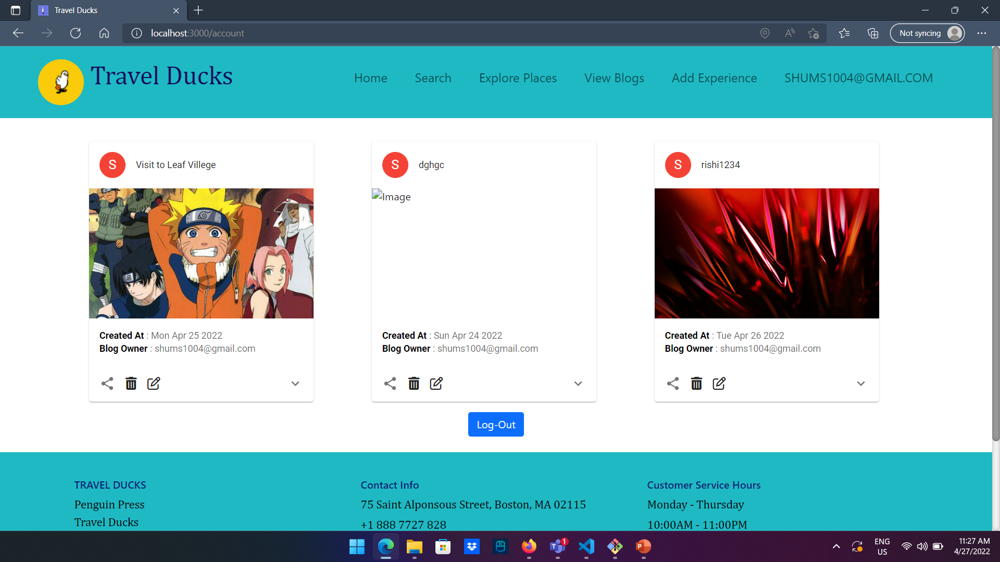 Travel Ducks
localhost:3000/account
Not syncing
Travel Ducks
Home
Search
Explore Places
View Blogs
Add Experience
SHUMS1004@GMAIL.COM
S
Visit to Leaf Villege
Created At : Mon Apr 25 2022
Blog Owner : shums1004@gmail.com
S
dghgc
Image
Created At : Sun Apr 24 2022
Blog Owner : shums1004@gmail.com
S
rishi1234
Created At : Tue Apr 26 2022
Blog Owner : shums1004@gmail.com
Log-Out
TRAVEL DUCKS
Penguin Press
Travel Ducks
Contact Info
75 Saint Alponsous Street, Boston, MA 02115
+1 888 7727 828
Customer Service Hours
Monday - Thursday
10:00AM - 11:00PM
1
ENG
US
11:27 AM
4/27/2022